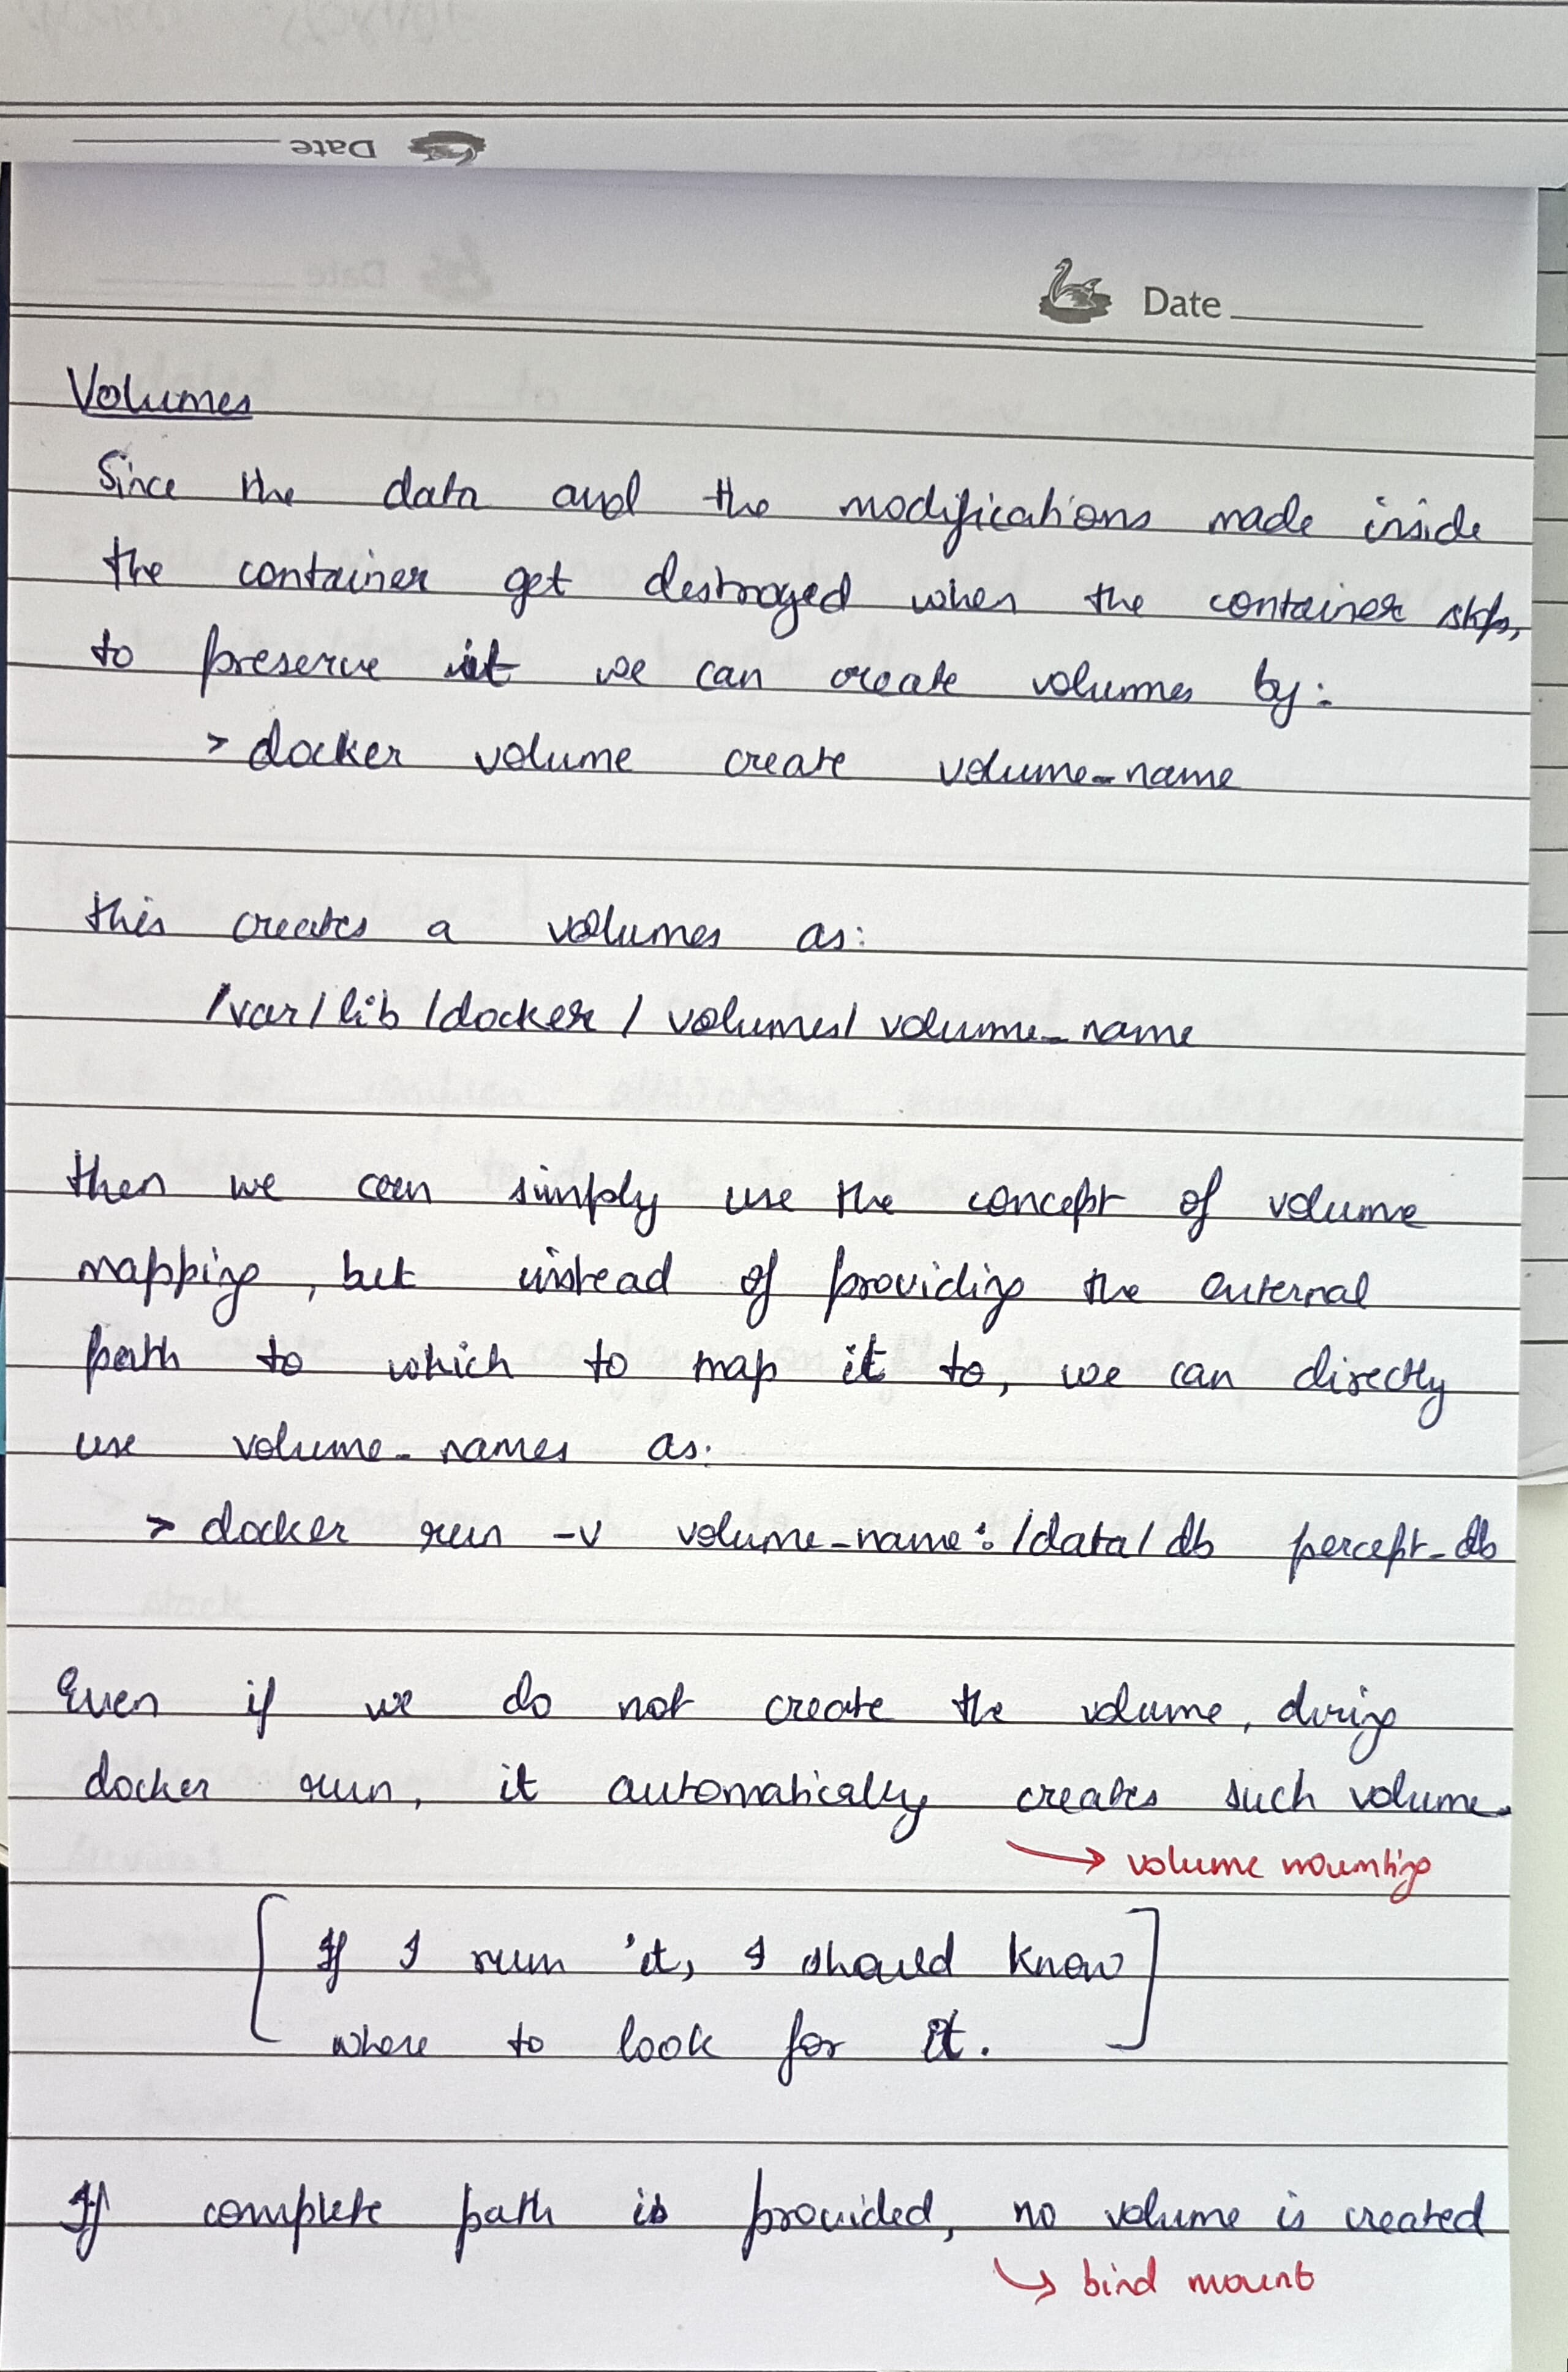 Date
Date
Volumes
Since the data and the modifications made inside
the container get destroyed when the container stops,
to preserve it we can create volumes by:
> docker volume create volume_name
this creates a volumes as:
/var/lib/docker/volumes/volume_name
then we can simply use the concept of volume
mapping, but instead of providing the external
path to which to map it to, we can directly
use volume_names as:
> docker run -v volume_name:/data/db percept_db
Even if we do not create the volume, during
docker run, it automatically creates such volume.
→ volume mounting
[If I run it, I should know
where to look for it.]
If complete path is provided, no volume is created
↳ bind mount